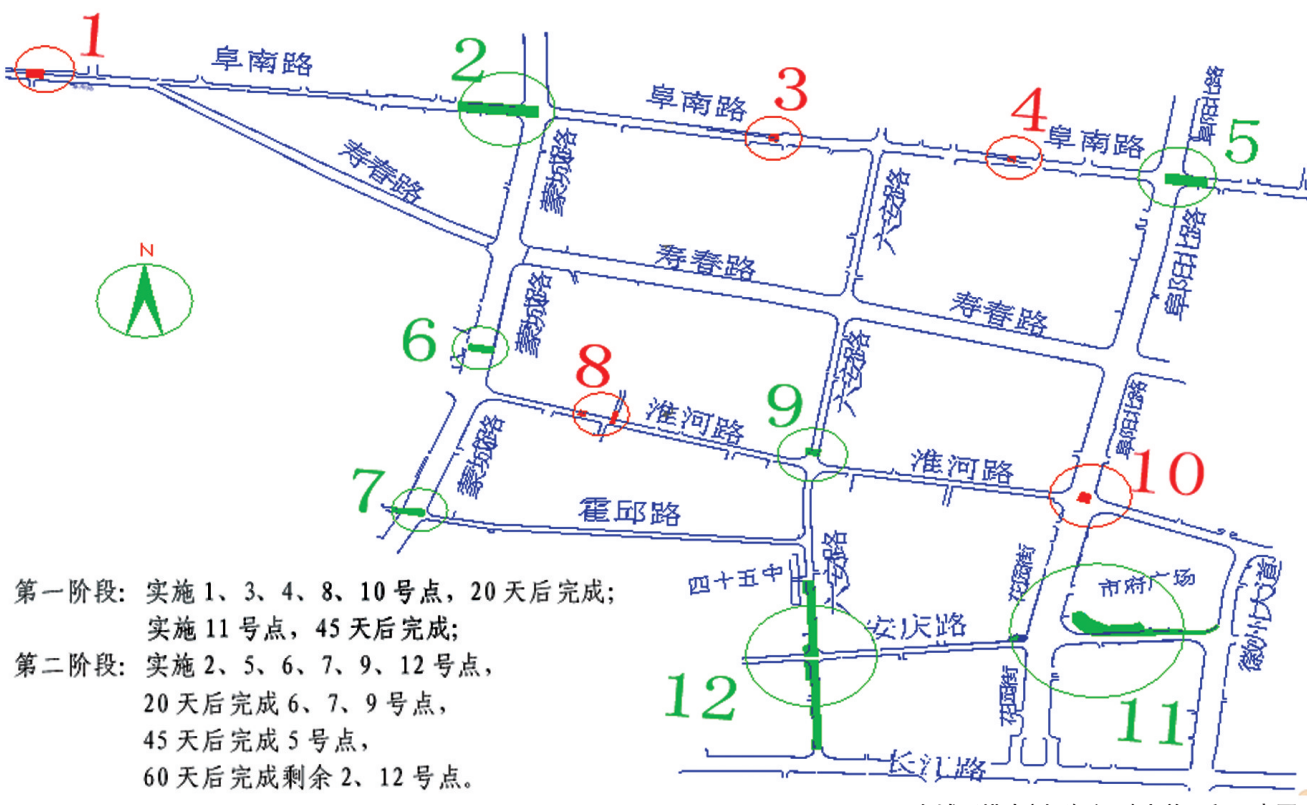 1
阜南路
2
阜南路
3
4
阜南路
阜阳北路
5
寿春路
蒙城路
六安路
阜阳北路
N
寿春路
寿春路
蒙城路
6
8
淮河路
9
六安路
阜阳北路
蒙城路
淮河路
10
7
霍邱路
四十五中
六安路
花园街
市府广场
安庆路
徽州大道
12
花园街
11
长江路
第一阶段：实施1、3、4、8、10号点，20天后完成；
实施11号点，45天后完成；
第二阶段：实施2、5、6、7、9、12号点，
20天后完成6、7、9号点，
45天后完成5号点，
60天后完成剩余2、12号点。